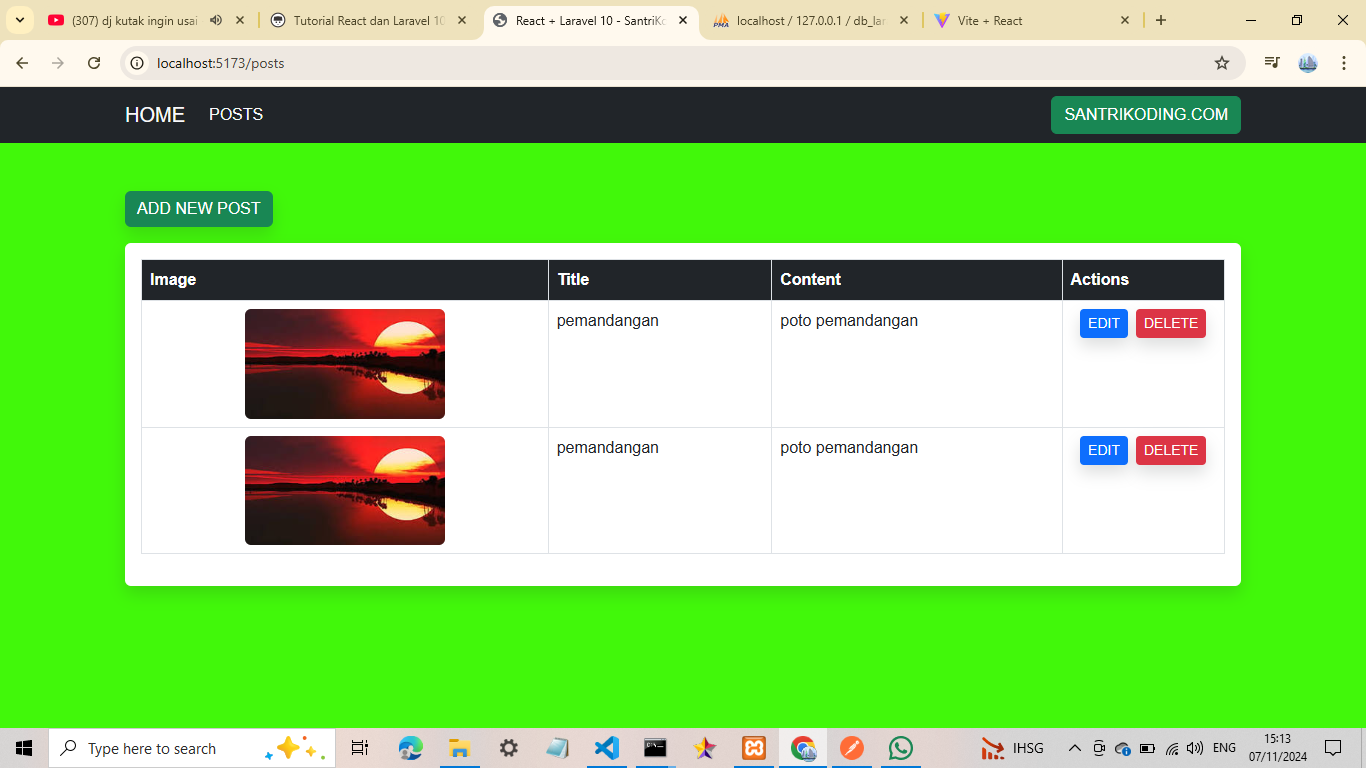 (307) dj kutak ingin usai
Tutorial React dan Laravel 10
React + Laravel 10 - SantriKo
localhost / 127.0.0.1 / db_lar
Vite + React
localhost:5173/posts
HOME POSTS SANTRIKODING.COM
ADD NEW POST
Image Title Content Actions
pemandangan poto pemandangan EDIT DELETE
pemandangan poto pemandangan EDIT DELETE
Type here to search
IHSG
ENG
15:13
07/11/2024